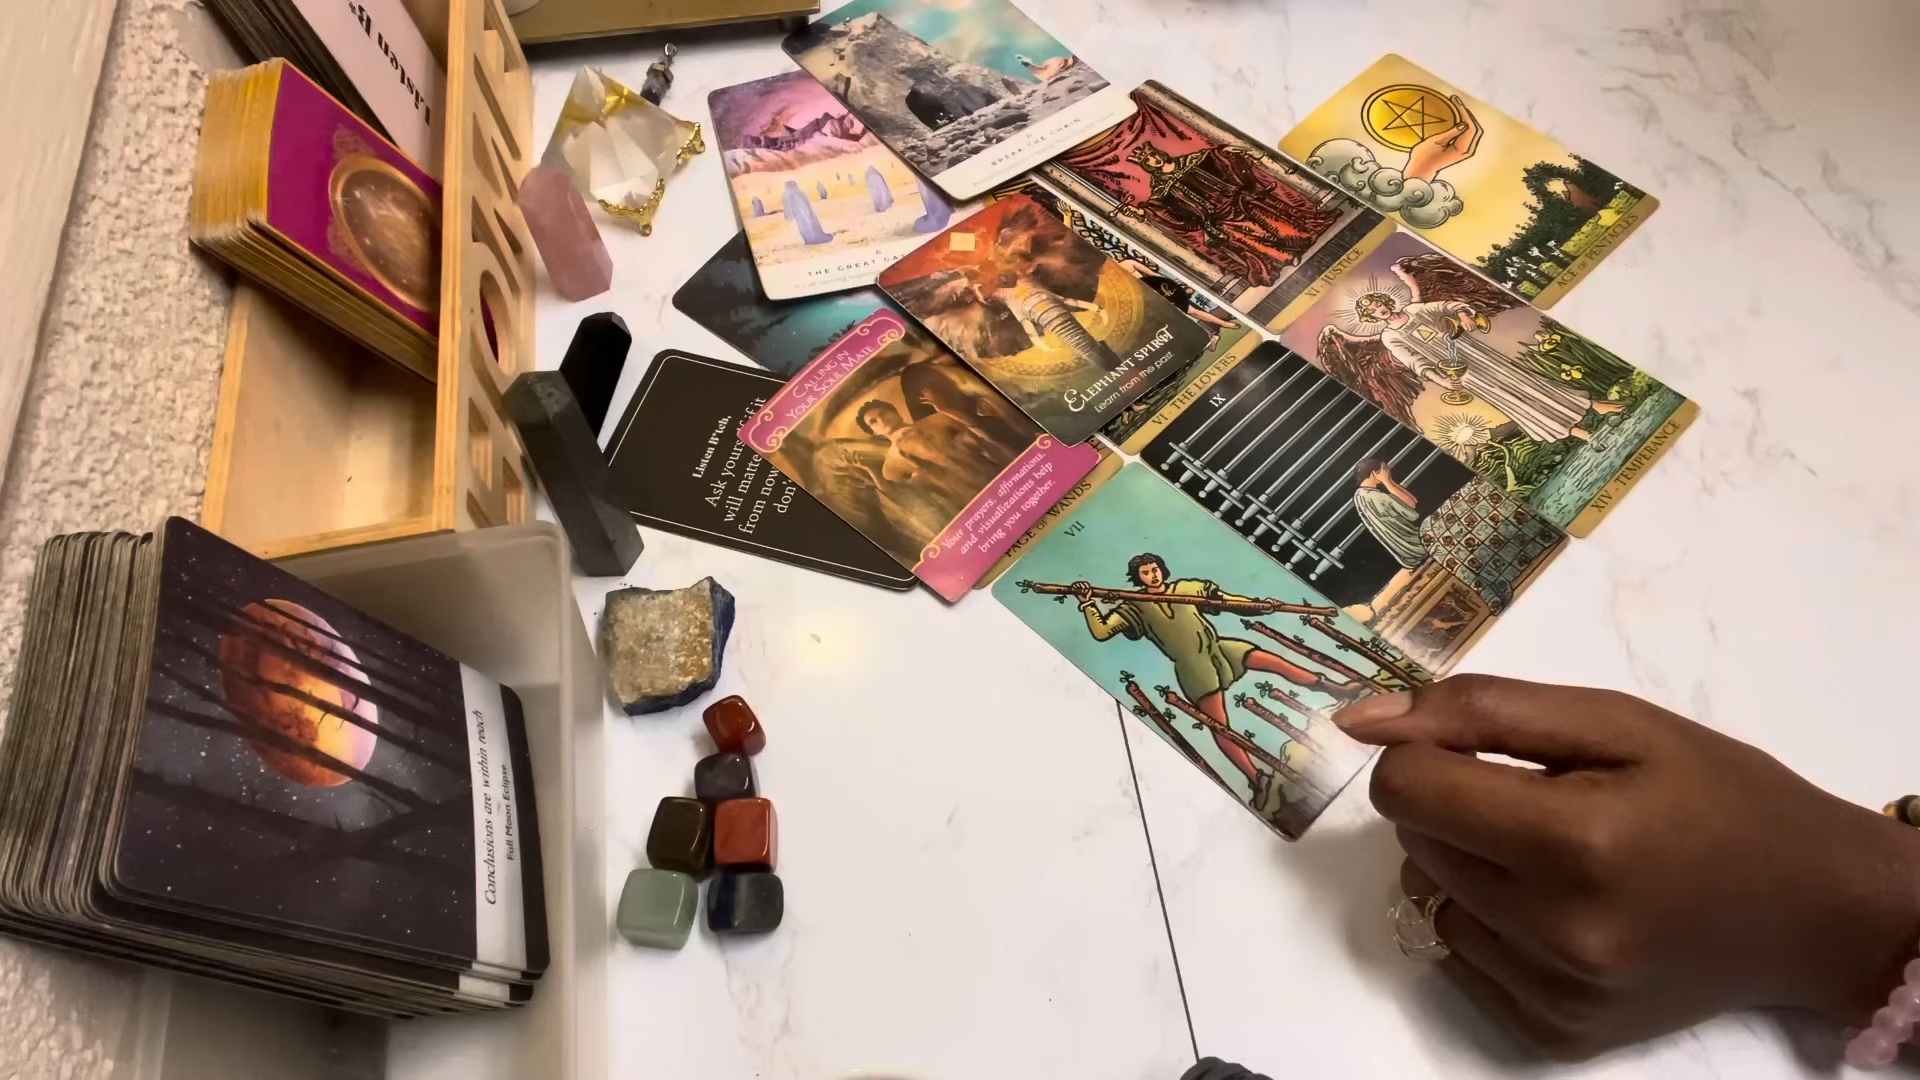 Listen B*
BREAK THE CHAIN
THE GREAT
XI · JUSTICE
ACE OF PENTACLES
ELEPHANT SPIRIT
Learn from the past
VI · THE LOVERS
XIV · TEMPERANCE
IX
CALLING IN
YOUR SOUL MATE
Your prayers, affirmations,
and visualizations help
bring you together.
Listen B*tch,
Ask if it
will matte
from now
don'
PAGE OF WANDS
VII
Conclusions are within reach
Full Moon Eclipse